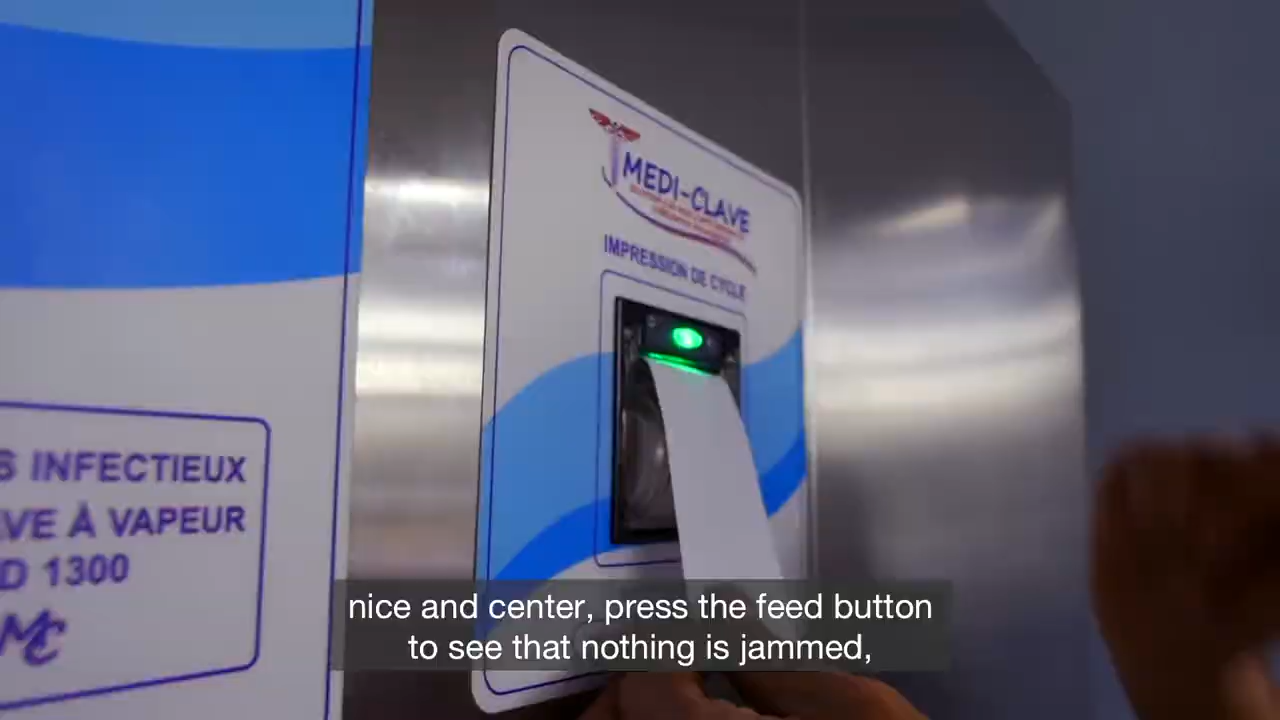 MEDI-CLAVE
IMPRESSION DE CYCLE
S INFECTIEUX
AVE À VAPEUR
D 1300
MC
nice and center, press the feed button
to see that nothing is jammed,